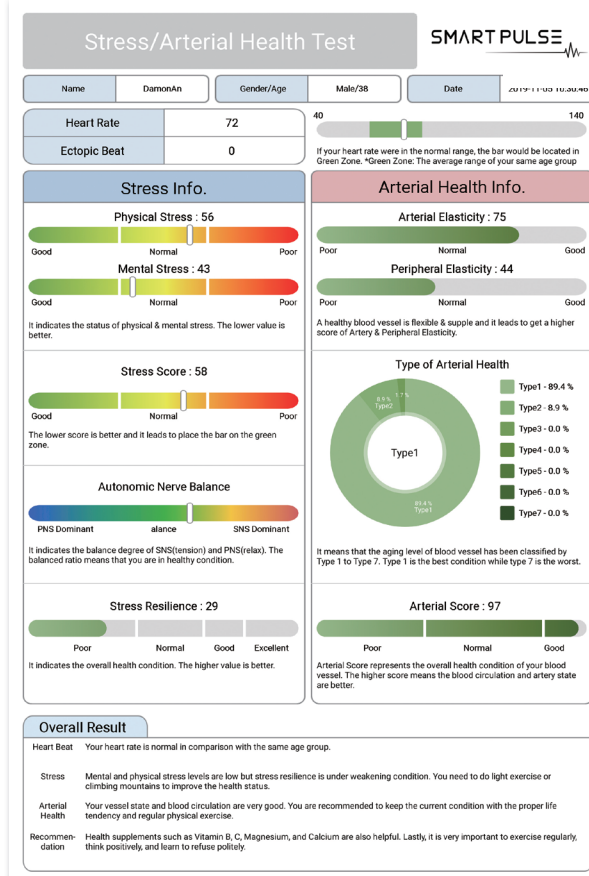 Stress/Arterial Health Test
SMART PULSE
Name
DamonAn
Gender/Age
Male/38
Date
2019-11-05 10:30:46
Heart Rate
72
Ectopic Beat
0
40
140
If your heart rate were in the normal range, the bar would be located in
Green Zone. *Green Zone: The average range of your same age group
Stress Info.
Physical Stress : 56
Good
Normal
Poor
Mental Stress : 43
Good
Normal
Poor
It indicates the status of physical & mental stress. The lower value is
better.
Stress Score : 58
Good
Normal
Poor
The lower score is better and it leads to place the bar on the green
zone.
Autonomic Nerve Balance
PNS Dominant
alance
SNS Dominant
It indicates the balance degree of SNS(tension) and PNS(relax). The
balanced ratio means that you are in healthy condition.
Stress Resilience : 29
Poor
Normal
Good
Excellent
It indicates the overall health condition. The higher value is better.
Arterial Health Info.
Arterial Elasticity : 75
Poor
Normal
Good
Peripheral Elasticity : 44
Poor
Normal
Good
A healthy blood vessel is flexible & supple and it leads to get a higher
score of Artery & Peripheral Elasticity.
Type of Arterial Health
8.9 %
Type2
1.7 %
Type1
89.4 %
Type1
Type1 - 89.4 %
Type2 - 8.9 %
Type3 - 0.0 %
Type4 - 0.0 %
Type5 - 0.0 %
Type6 - 0.0 %
Type7 - 0.0 %
It means that the aging level of blood vessel has been classified by
Type 1 to Type 7. Type 1 is the best condition while type 7 is the worst.
Arterial Score : 97
Poor
Normal
Good
Arterial Score represents the overall health condition of your blood
vessel. The higher score means the blood circulation and artery state
are better.
Overall Result
Heart Beat
Your heart rate is normal in comparison with the same age group.
Stress
Mental and physical stress levels are low but stress resilience is under weakening condition. You need to do light exercise or
climbing mountains to improve the health status.
Arterial
Health
Your vessel state and blood circulation are very good. You are recommended to keep the current condition with the proper life
tendency and regular physical exercise.
Recommen-
dation
Health supplements such as Vitamin B, C, Magnesium, and Calcium are also helpful. Lastly, it is very important to exercise regularly,
think positively, and learn to refuse politely.